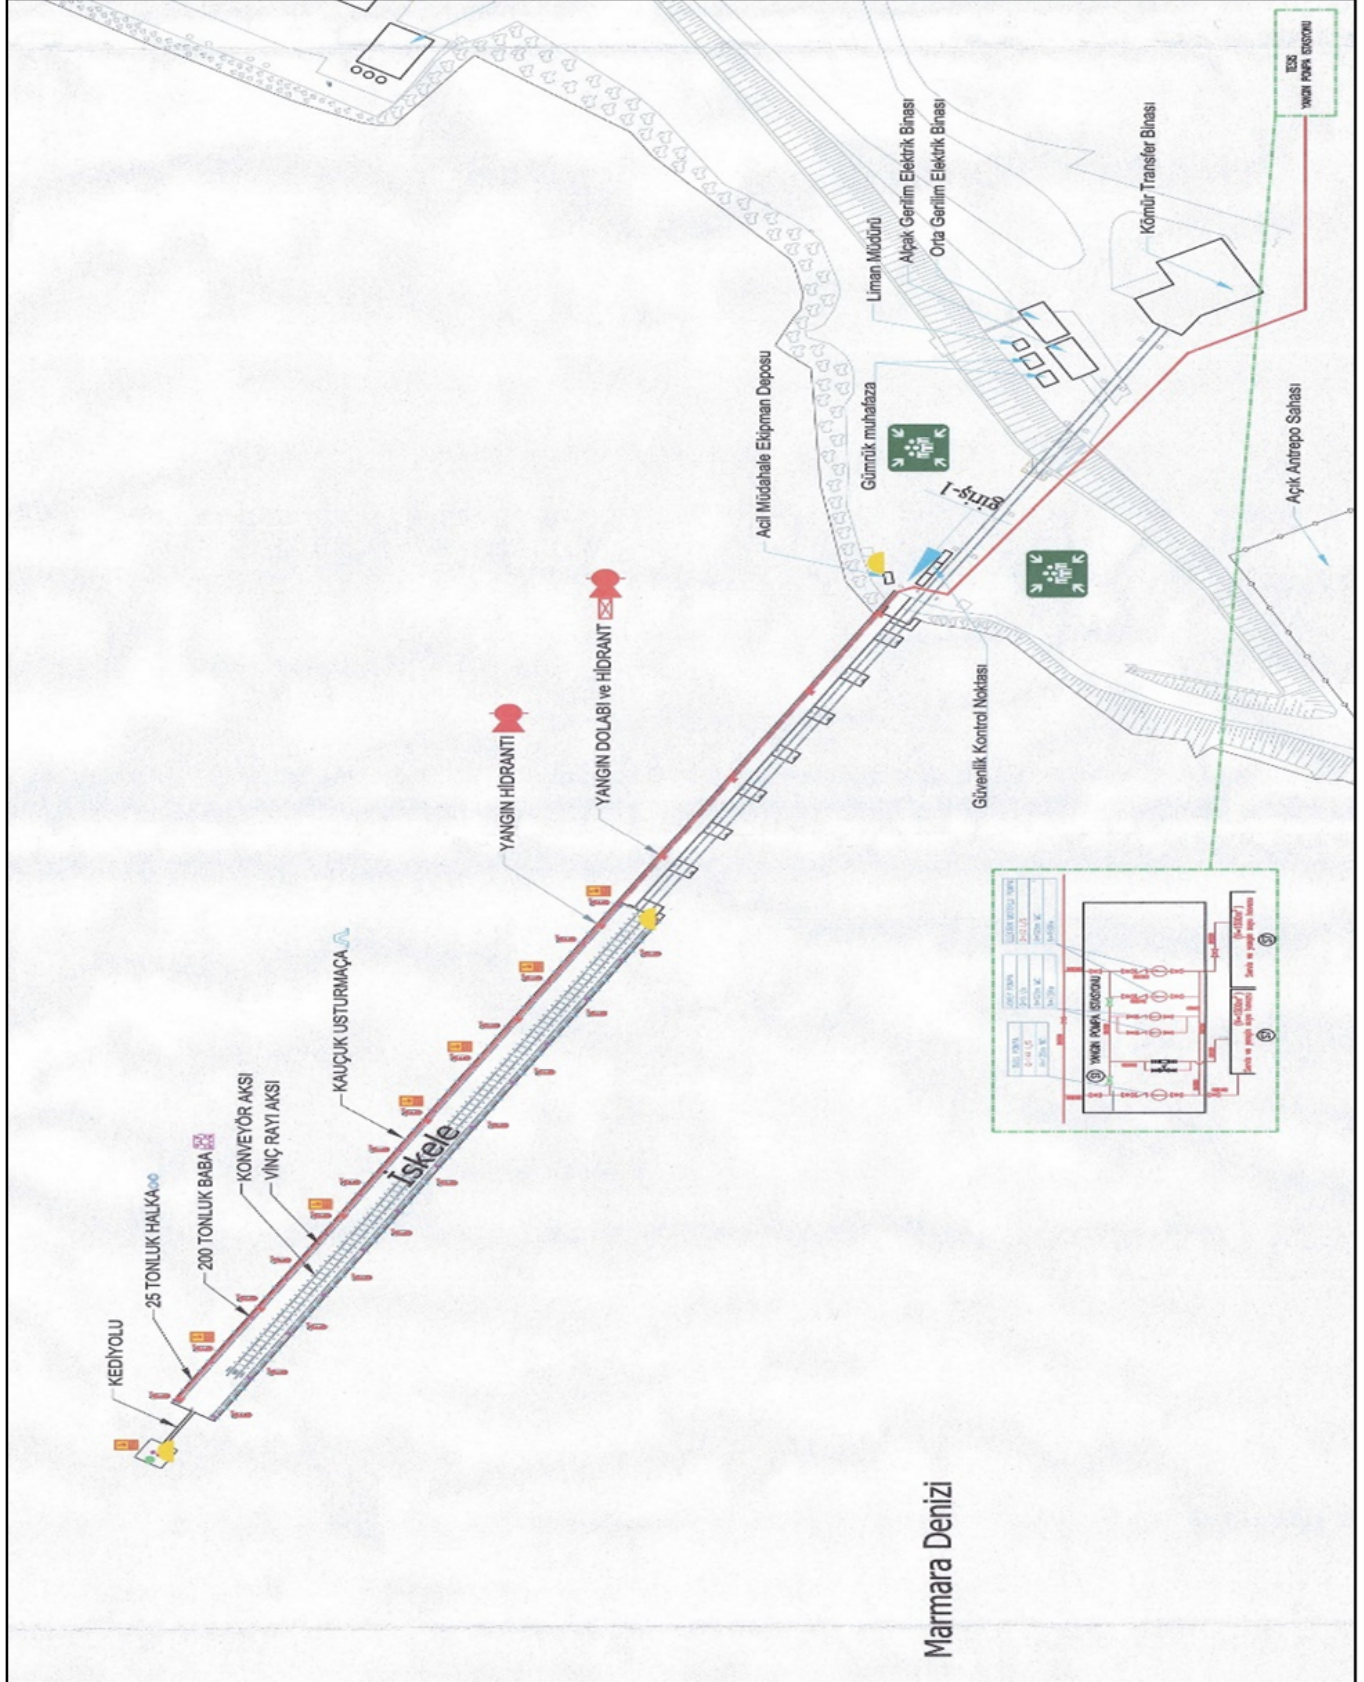 TESİS
YANGIN POMPA İSTASYONU
Alçak Gerilim Elektrik Binası
Orta Gerilim Elektrik Binası
Kömür Transfer Binası
Liman Müdürü
Acil Müdahale Ekipman Deposu
Gümrük muhafaza
giriş-1
Açık Antrepo Sahası
Güvenlik Kontrol Noktası
YANGIN DOLABI ve HİDRANT
YANGIN HİDRANTI
KAUÇUK USTURMAÇA
VİNÇ RAYI AKSI
KONVEYÖR AKSI
200 TONLUK BABA
25 TONLUK HALKA
KEDİYOLU
İskele
YANGIN POMPA İSTASYONU
Marmara Denizi